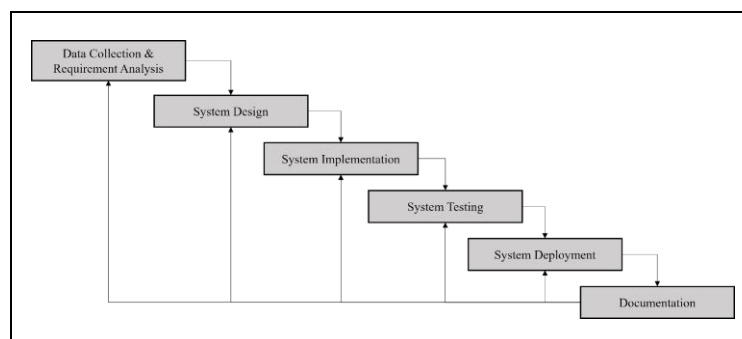 Data Collection &
Requirement Analysis
System Design
System Implementation
System Testing
System Deployment
Documentation